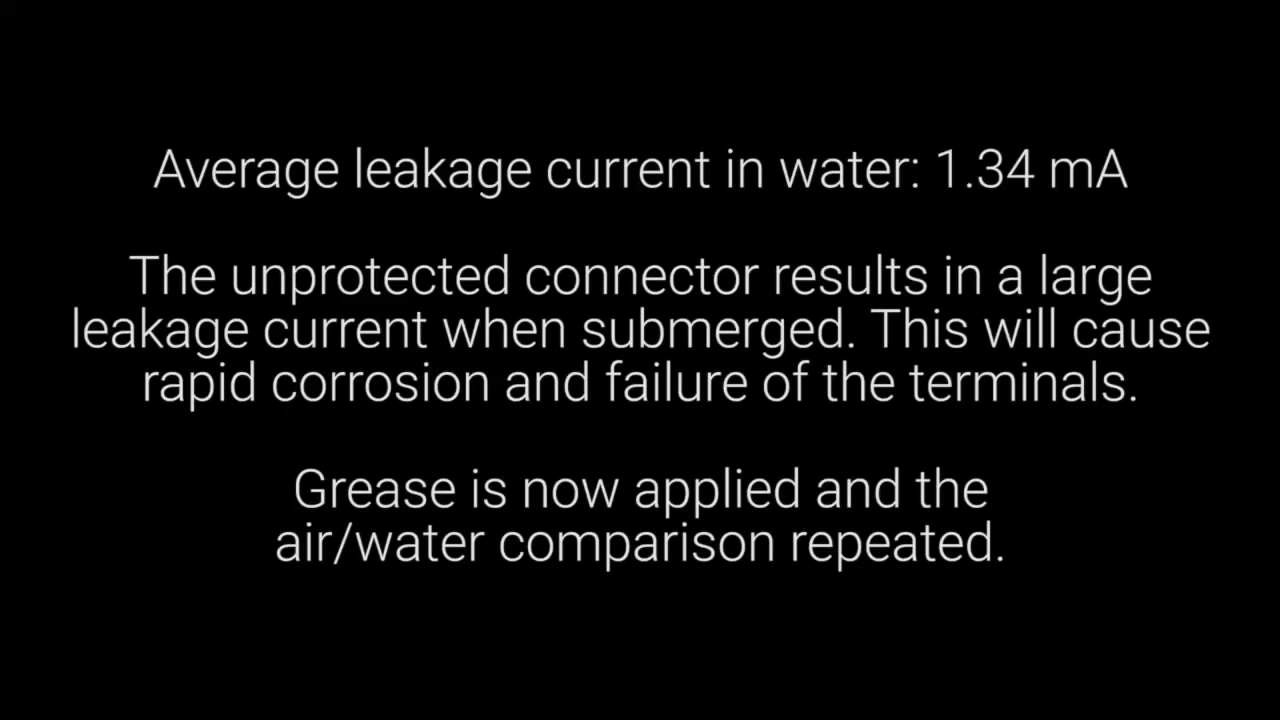 Average leakage current in water: 1.34 mA
The unprotected connector results in a large
leakage current when submerged. This will cause
rapid corrosion and failure of the terminals.
Grease is now applied and the
air/water comparison repeated.